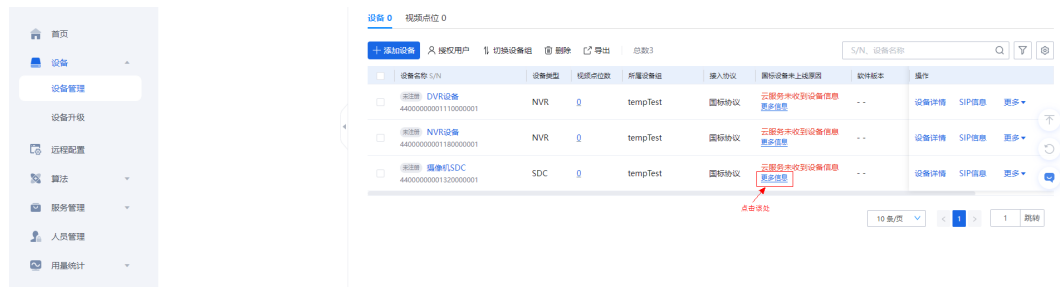 首页
设备
设备管理
设备升级
远程配置
算法
服务管理
人员管理
用量统计
设备 0 视频点位 0
+ 添加设备 授权用户 切换设备组 删除 导出 总数3 S/N、设备名称
设备名称 S/N 设备类型 视频点位数 所属设备组 接入协议 国标设备未上线原因 软件版本 操作
未注册 DVR设备 NVR 0 tempTest 国标协议 云服务未收到设备信息 - - 设备详情 SIP信息 更多
44000000001110000001 更多信息
未注册 NVR设备 NVR 0 tempTest 国标协议 云服务未收到设备信息 - - 设备详情 SIP信息 更多
44000000001180000001 更多信息
未注册 摄像机SDC SDC 0 tempTest 国标协议 云服务未收到设备信息 - - 设备详情 SIP信息 更多
44000000001320000001 更多信息
点击该处
10 条/页 < 1 > 1 跳转